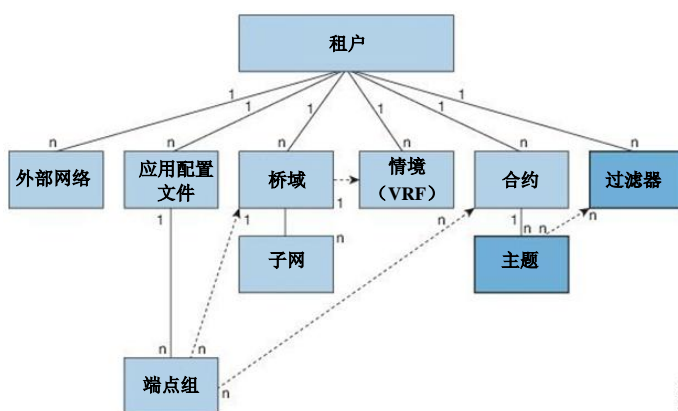 租户
1 1 1 1 1 1
n n n n n n
外部网络 应用配置 桥域 情境 合约 过滤器
文件 （VRF）
1 1 1 n 1 n
n n
子网 n 主题
n n n
端点组 n